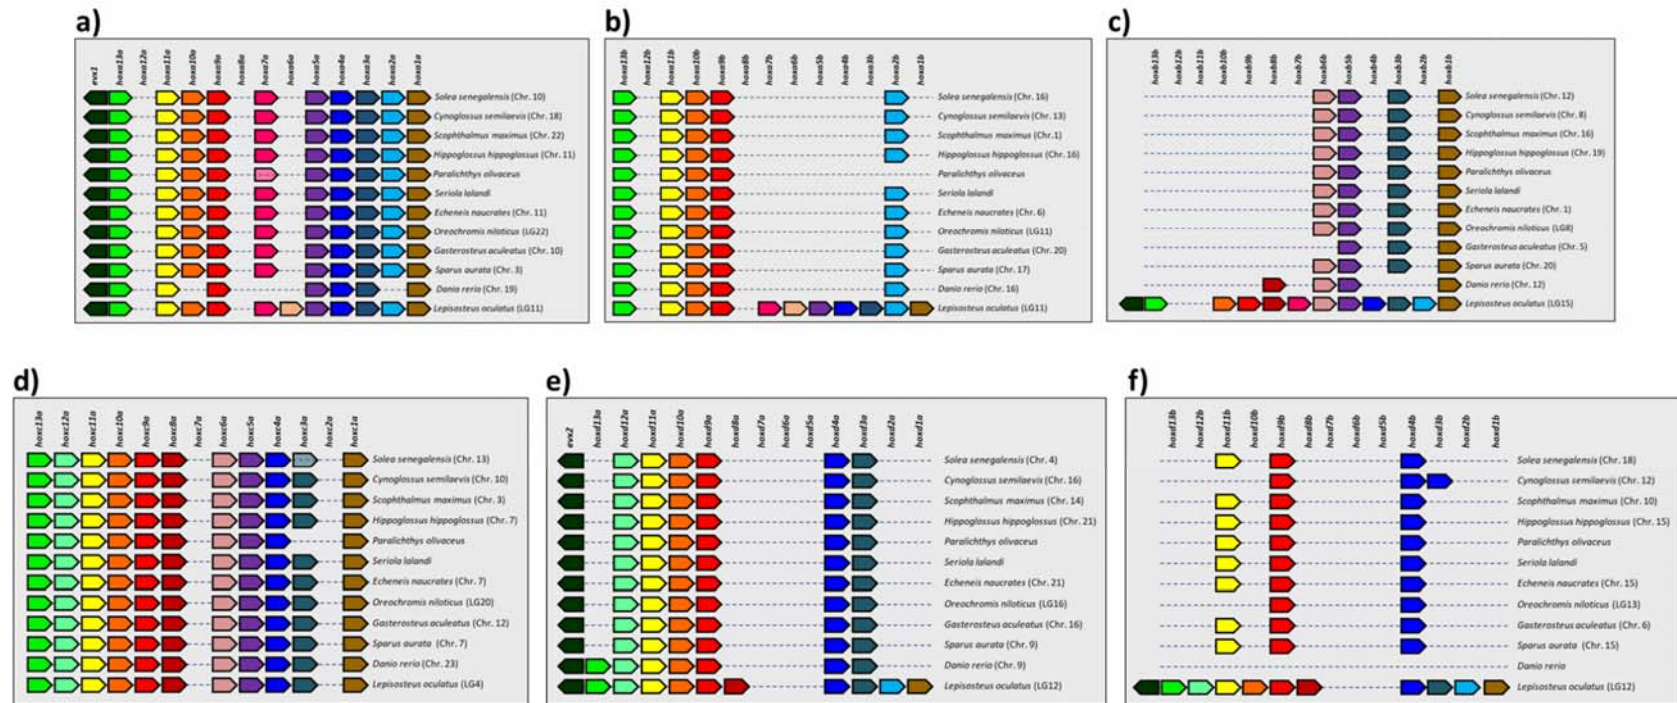 a)
evx1 hoxa13a hoxa12a hoxa11a hoxa10a hoxa9a hoxa8a hoxa7a hoxa6a hoxa5a hoxa4a hoxa3a hoxa2a hoxa1a
Solea senegalensis (Chr. 10)
Cynoglossus semilaevis (Chr. 18)
Scophthalmus maximus (Chr. 22)
Hippoglossus hippoglossus (Chr. 11)
Paralichthys olivaceus
Seriola lalandi
Echeneis naucrates (Chr. 11)
Oreochromis niloticus (LG22)
Gasterosteus aculeatus (Chr. 10)
Sparus aurata (Chr. 3)
Danio rerio (Chr. 19)
Lepisosteus oculatus (LG11)
b)
hoxa13b hoxa12b hoxa11b hoxa10b hoxa9b hoxa8b hoxa7b hoxa6b hoxa5b hoxa4b hoxa3b hoxa2b hoxa1b
Solea senegalensis (Chr. 16)
Cynoglossus semilaevis (Chr. 13)
Scophthalmus maximus (Chr.1)
Hippoglossus hippoglossus (Chr. 16)
Paralichthys olivaceus
Seriola lalandi
Echeneis naucrates (Chr. 6)
Oreochromis niloticus (LG11)
Gasterosteus aculeatus (Chr. 20)
Sparus aurata (Chr. 17)
Danio rerio (Chr. 16)
Lepisosteus oculatus (LG11)
c)
hoxb13b hoxb12b hoxb11b hoxb10b hoxb9b hoxb8b hoxb7b hoxb6b hoxb5b hoxb4b hoxb3b hoxb2b hoxb1b
Solea senegalensis (Chr. 12)
Cynoglossus semilaevis (Chr. 8)
Scophthalmus maximus (Chr. 16)
Hippoglossus hippoglossus (Chr. 19)
Paralichthys olivaceus
Seriola lalandi
Echeneis naucrates (Chr. 1)
Oreochromis niloticus (LG8)
Gasterosteus aculeatus (Chr. 5)
Sparus aurata (Chr. 20)
Danio rerio (Chr. 12)
Lepisosteus oculatus (LG15)
d)
hoxc13a hoxc12a hoxc11a hoxc10a hoxc9a hoxc8a hoxc7a hoxc6a hoxc5a hoxc4a hoxc3a hoxc2a hoxc1a
Solea senegalensis (Chr. 13)
Cynoglossus semilaevis (Chr. 10)
Scophthalmus maximus (Chr. 3)
Hippoglossus hippoglossus (Chr. 7)
Paralichthys olivaceus
Seriola lalandi
Echeneis naucrates (Chr. 7)
Oreochromis niloticus (LG20)
Gasterosteus aculeatus (Chr. 12)
Sparus aurata (Chr. 7)
Danio rerio (Chr. 23)
Lepisosteus oculatus (LG4)
e)
evx2 hoxd13a hoxd12a hoxd11a hoxd10a hoxd9a hoxd8a hoxd7a hoxd6a hoxd5a hoxd4a hoxd3a hoxd2a hoxd1a
Solea senegalensis (Chr. 4)
Cynoglossus semilaevis (Chr. 16)
Scophthalmus maximus (Chr. 14)
Hippoglossus hippoglossus (Chr. 21)
Paralichthys olivaceus
Seriola lalandi
Echeneis naucrates (Chr. 21)
Oreochromis niloticus (LG16)
Gasterosteus aculeatus (Chr. 16)
Sparus aurata (Chr. 9)
Danio rerio (Chr. 9)
Lepisosteus oculatus (LG12)
f)
hoxd13b hoxd12b hoxd11b hoxd10b hoxd9b hoxd8b hoxd7b hoxd6b hoxd5b hoxd4b hoxd3b hoxd2b hoxd1b
Solea senegalensis (Chr. 18)
Cynoglossus semilaevis (Chr. 12)
Scophthalmus maximus (Chr. 10)
Hippoglossus hippoglossus (Chr. 15)
Paralichthys olivaceus
Seriola lalandi
Echeneis naucrates (Chr. 15)
Oreochromis niloticus (LG13)
Gasterosteus aculeatus (Chr. 6)
Sparus aurata (Chr. 15)
Danio rerio
Lepisosteus oculatus (LG12)